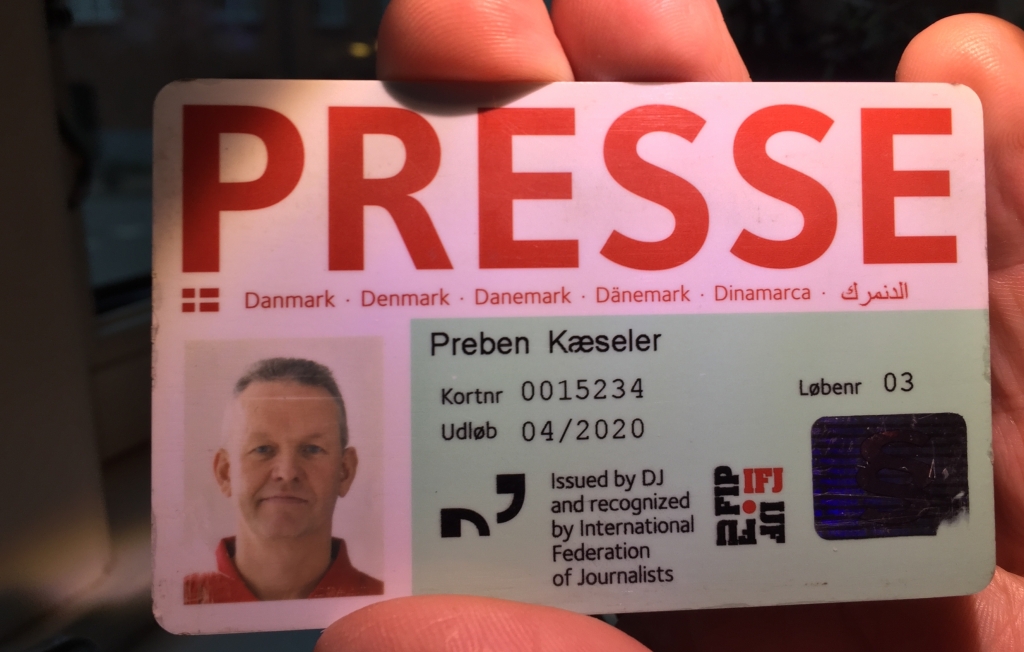 PRESSE
Danmark · Denmark · Danemark · Dänemark · Dinamarca · الدنمرك
Preben Kæseler
Kortnr 0015234 Løbenr 03
Udløb 04/2020
Issued by DJ
and recognized
by International
Federation
of Journalists
FIP IFJ